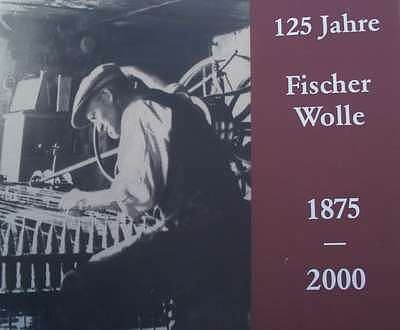 125 Jahre
Fischer
Wolle
1875
—
2000